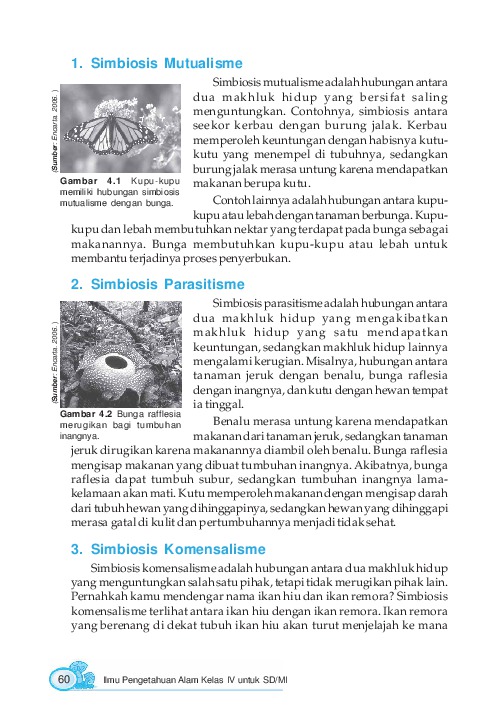 1. Simbiosis Mutualisme
Simbiosis mutualisme adalah hubungan antara
dua makhluk hidup yang bersifat saling
menguntungkan. Contohnya, simbiosis antara
seekor kerbau dengan burung jalak. Kerbau
memperoleh keuntungan dengan habisnya kutu-
kutu yang menempel di tubuhnya, sedangkan
burung jalak merasa untung karena mendapatkan
makanan berupa kutu.
(Sumber: Encarta, 2006.)
Gambar 4.1 Kupu-kupu
memiliki hubungan simbiosis
mutualisme dengan bunga.
Contoh lainnya adalah hubungan antara kupu-
kupu atau lebah dengan tanaman berbunga. Kupu-
kupu dan lebah membutuhkan nektar yang terdapat pada bunga sebagai
makanannya. Bunga membutuhkan kupu-kupu atau lebah untuk
membantu terjadinya proses penyerbukan.
2. Simbiosis Parasitisme
Simbiosis parasitisme adalah hubungan antara
dua makhluk hidup yang mengakibatkan
makhluk hidup yang satu mendapatkan
keuntungan, sedangkan makhluk hidup lainnya
mengalami kerugian. Misalnya, hubungan antara
tanaman jeruk dengan benalu, bunga raflesia
dengan inangnya, dan kutu dengan hewan tempat
ia tinggal.
(Sumber: Encarta, 2006.)
Gambar 4.2 Bunga rafflesia
merugikan bagi tumbuhan
inangnya.
Benalu merasa untung karena mendapatkan
makanan dari tanaman jeruk, sedangkan tanaman
jeruk dirugikan karena makanannya diambil oleh benalu. Bunga raflesia
mengisap makanan yang dibuat tumbuhan inangnya. Akibatnya, bunga
raflesia dapat tumbuh subur, sedangkan tumbuhan inangnya lama-
kelamaan akan mati. Kutu memperoleh makanan dengan mengisap darah
dari tubuh hewan yang dihinggapinya, sedangkan hewan yang dihinggapi
merasa gatal di kulit dan pertumbuhannya menjadi tidak sehat.
3. Simbiosis Komensalisme
Simbiosis komensalisme adalah hubungan antara dua makhluk hidup
yang menguntungkan salah satu pihak, tetapi tidak merugikan pihak lain.
Pernahkah kamu mendengar nama ikan hiu dan ikan remora? Simbiosis
komensalisme terlihat antara ikan hiu dengan ikan remora. Ikan remora
yang berenang di dekat tubuh ikan hiu akan turut menjelajah ke mana
60 Ilmu Pengetahuan Alam Kelas IV untuk SD/MI